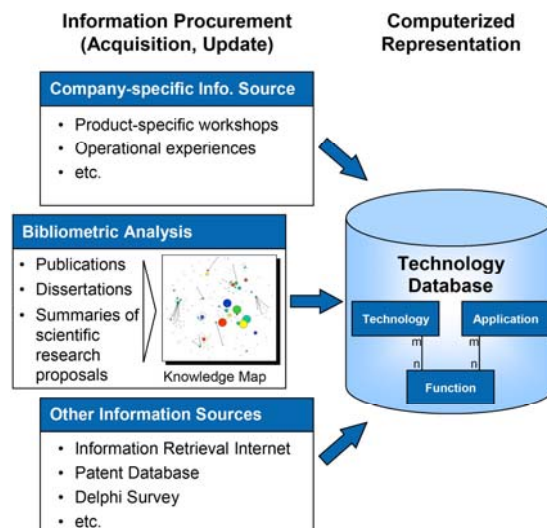 Information Procurement
(Acquisition, Update)
Computerized
Representation
Company-specific Info. Source
• Product-specific workshops
• Operational experiences
• etc.
Bibliometric Analysis
• Publications
• Dissertations
• Summaries of
scientific
research
proposals
Knowledge Map
Other Information Sources
• Information Retrieval Internet
• Patent Database
• Delphi Survey
• etc.
Technology
Database
Technology
Application
m
m
n
n
Function